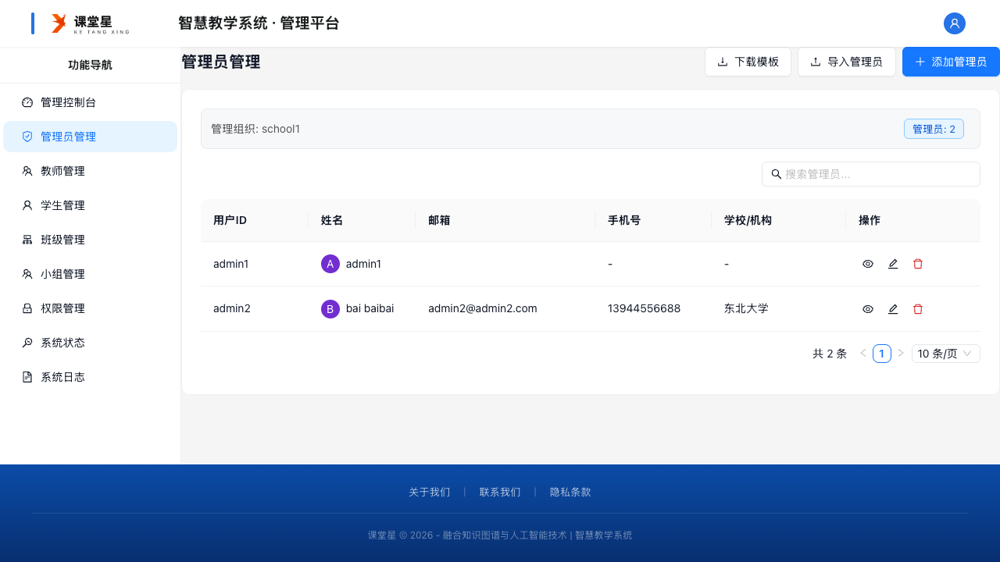 课堂星
KE TANG XING
智慧教学系统 · 管理平台
功能导航
管理控制台
管理员管理
教师管理
学生管理
班级管理
小组管理
权限管理
系统状态
系统日志
管理员管理
下载模板
导入管理员
添加管理员
管理组织: school1
管理员: 2
搜索管理员...
用户ID 姓名 邮箱 手机号 学校/机构 操作
admin1 A admin1 - -
admin2 B bai baibai admin2@admin2.com 13944556688 东北大学
共 2 条 1 10 条/页
关于我们 | 联系我们 | 隐私条款
课堂星 © 2026 - 融合知识图谱与人工智能技术 | 智慧教学系统